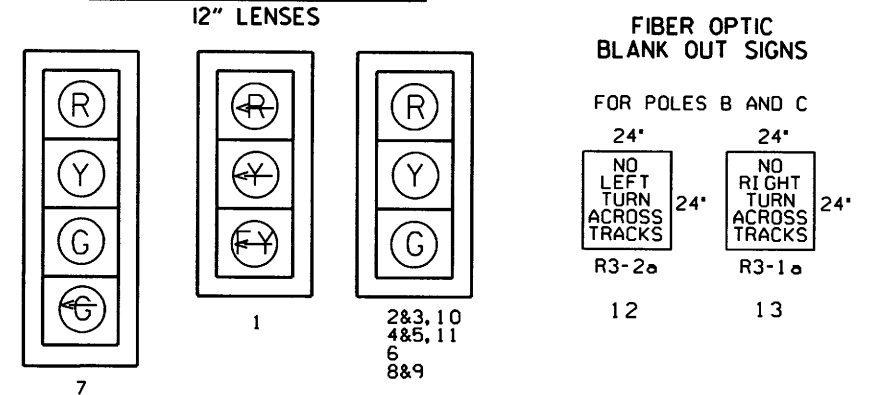 12" LENSES
R
Y
G
G
7
R
Y
FY
1
R
Y
G
2&3, 10
4&5, 11
6
8&9
FIBER OPTIC
BLANK OUT SIGNS
FOR POLES B AND C
24"
NO
LEFT
TURN
ACROSS
TRACKS
24"
R3-2a
12
24"
NO
RIGHT
TURN
ACROSS
TRACKS
24"
R3-1a
13